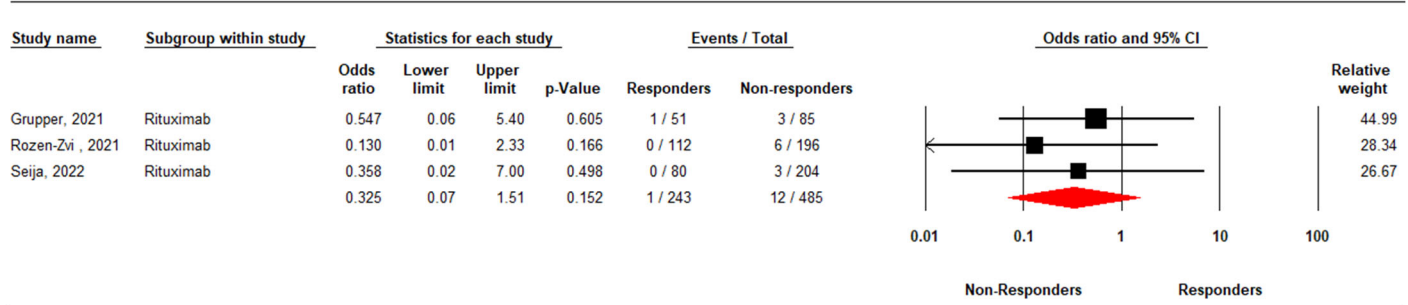 Study name Subgroup within study Statistics for each study Events / Total Odds ratio and 95% CI
Odds ratio Lower limit Upper limit p-Value Responders Non-responders Relative weight
Grupper, 2021 Rituximab 0.547 0.06 5.40 0.605 1 / 51 3 / 85 44.99
Rozen-Zvi , 2021 Rituximab 0.130 0.01 2.33 0.166 0 / 112 6 / 196 28.34
Seija, 2022 Rituximab 0.358 0.02 7.00 0.498 0 / 80 3 / 204 26.67
0.325 0.07 1.51 0.152 1 / 243 12 / 485
0.01 0.1 1 10 100
Non-Responders Responders